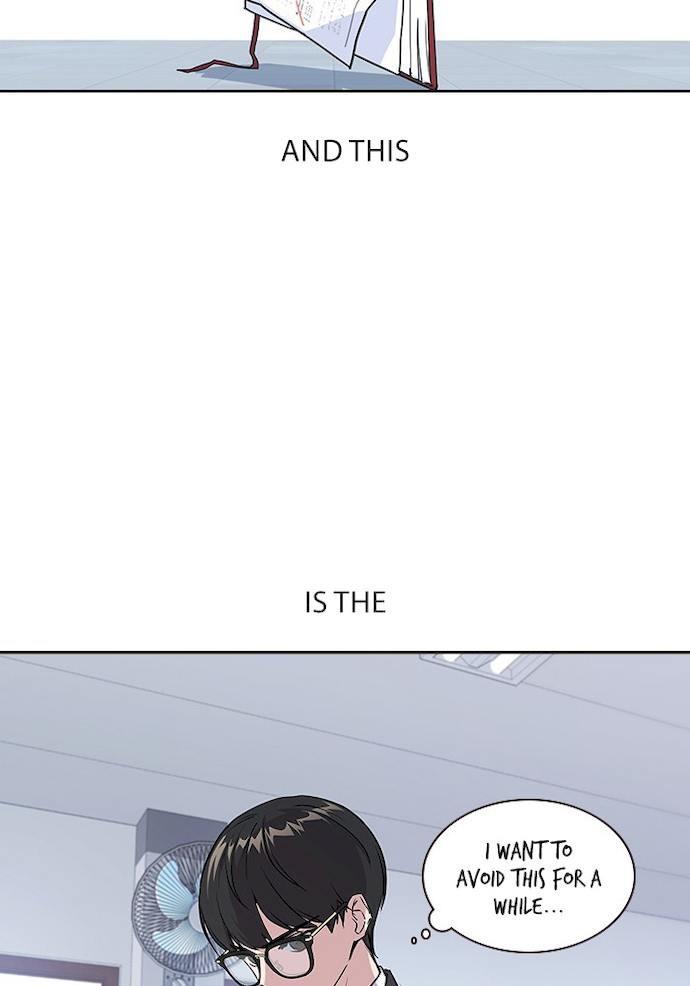 AND THIS
IS THE
I WANT TO
AVOID THIS FOR A
WHILE...